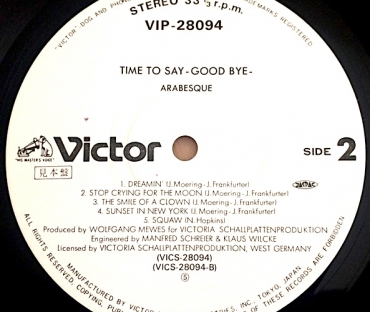 STEREO 33⅓ r.p.m.
"VICTOR" DOG AND PHONOGRAPH TRADEMARKS REGISTERED
VIP-28094
TIME TO SAY -GOOD BYE-
ARABESQUE
"HIS MASTER'S VOICE"
Victor
SIDE 2
見本盤
JASRAC
1. DREAMIN' (J.Moering-J.Frankfurter)
2. STOP CRYING FOR THE MOON (J.Moering-J.Frankfurter)
3. THE SMILE OF A CLOWN (J.Moering-J.Frankfurter)
4. SUNSET IN NEW YORK (J.Moering-J.Frankfurter)
5. SQUAW (N.Hopkins)
Produced by WOLFGANG MEWES for VICTORIA SCHALLPLATTENPRODUKTION
Engineered by MANFRED SCHREIER & KLAUS WILCKE
Licensed by VICTORIA SCHALLPLATTENPRODUKTION, WEST GERMANY
(VICS-28094)
(VICS-28094-B)
Ⓢ
MANUFACTURED BY VICTOR INDUSTRIES, INC., TOKYO, JAPAN
ALL RIGHTS RESERVED. COPYING, OF THESE RECORDS ARE FORBIDDEN